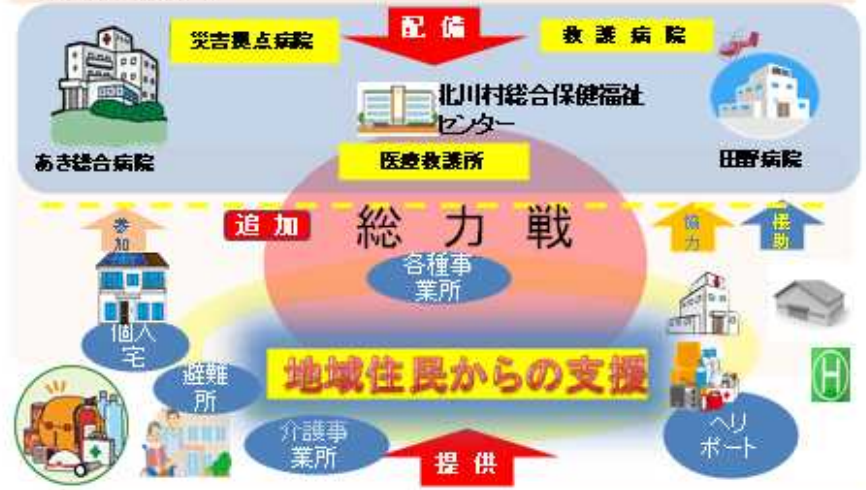 配備
災害拠点病院
救護病院
北川村総合保健福祉
センター
あき総合病院
医療救護所
田野病院
参加
追加
総力戦
協力
援助
各種事
業所
個人
宅
地域住民からの支援
避難
所
介護事
業所
ヘリ
ポート
H
提供